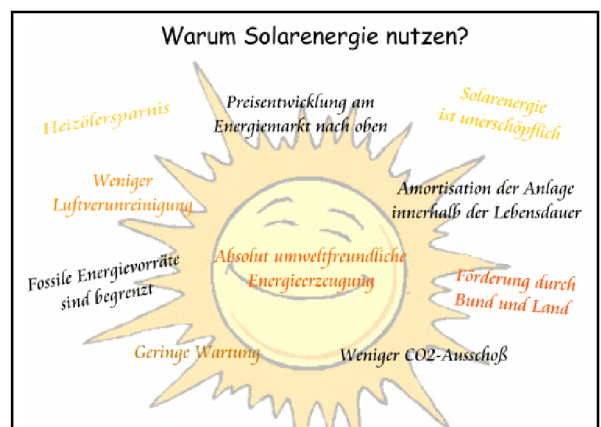 Warum Solarenergie nutzen?
Heizölersparnis
Preisentwicklung am
Energiemarkt nach oben
Solarenergie
ist unerschöpflich
Weniger
Luftverunreinigung
Amortisation der Anlage
innerhalb der Lebensdauer
Absolut umweltfreundliche
Energieerzeugung
Fossile Energievorräte
sind begrenzt
Förderung durch
Bund und Land
Geringe Wartung
Weniger CO2-Ausschoß